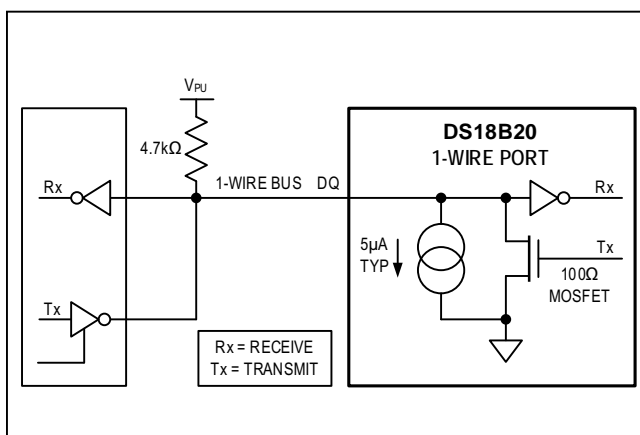 VPU
4.7kΩ
Rx
1-WIRE BUS DQ
Tx
Rx = RECEIVE
Tx = TRANSMIT
DS18B20
1-WIRE PORT
Rx
5µA
TYP
Tx
100Ω
MOSFET